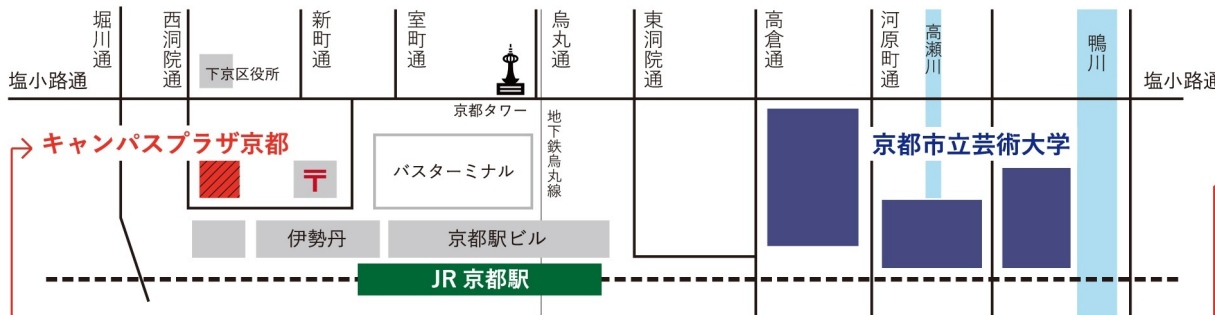 堀川通
西洞院通
新町通
室町通
烏丸通
東洞院通
高倉通
河原町通
高瀬川
鴨川
下京区役所
塩小路通
塩小路通
京都タワー
地下鉄烏丸線
キャンパスプラザ京都
〒
バスターミナル
京都市立芸術大学
伊勢丹
京都駅ビル
JR 京都駅